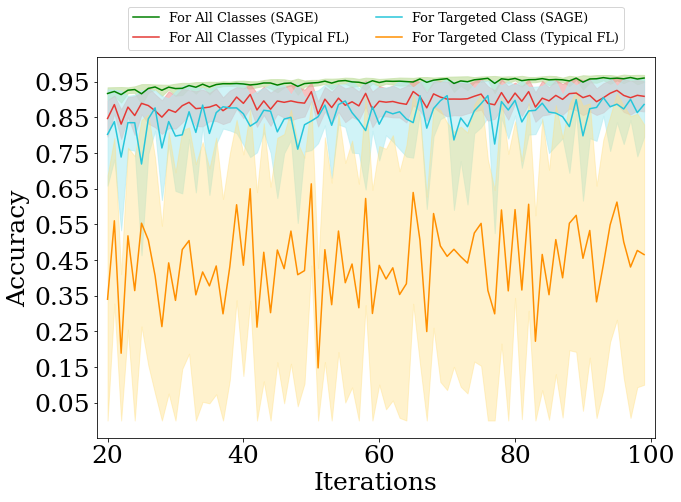 For All Classes (SAGE) For Targeted Class (SAGE)
For All Classes (Typical FL) For Targeted Class (Typical FL)
0.95
0.85
0.75
0.65
0.55
0.45
0.35
0.25
0.15
0.05
Accuracy
20 40 60 80 100
Iterations